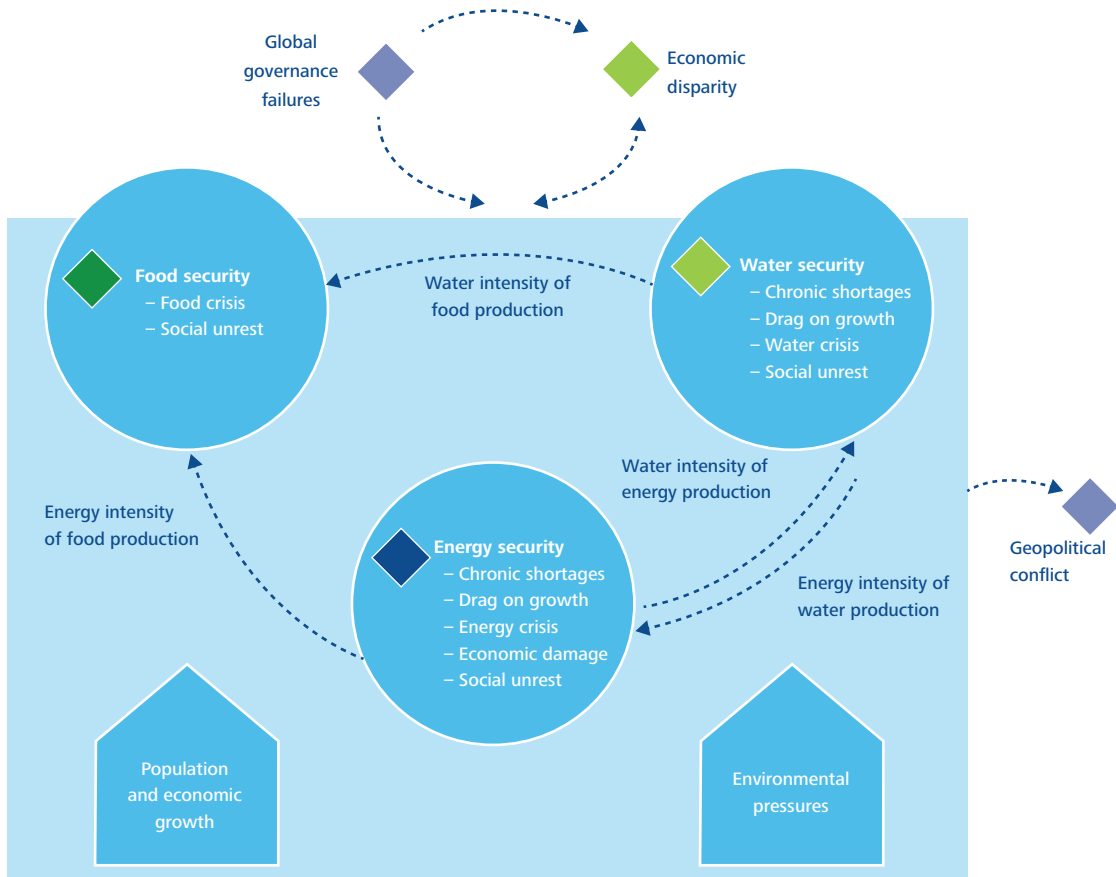 Global
governance
failures
Economic
disparity
Food security
– Food crisis
– Social unrest
Water intensity of
food production
Water security
– Chronic shortages
– Drag on growth
– Water crisis
– Social unrest
Energy intensity
of food production
Water intensity of
energy production
Energy security
– Chronic shortages
– Drag on growth
– Energy crisis
– Economic damage
– Social unrest
Energy intensity of
water production
Geopolitical
conflict
Population
and economic
growth
Environmental
pressures